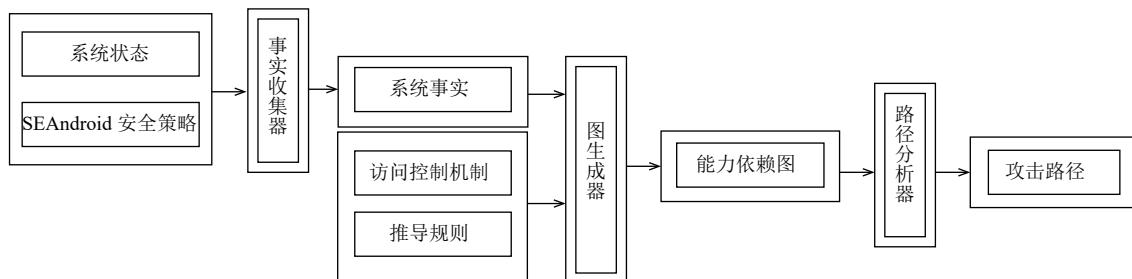 系统状态
SEAndroid 安全策略
事实收集器
系统事实
访问控制机制
推导规则
图生成器
能力依赖图
路径分析器
攻击路径